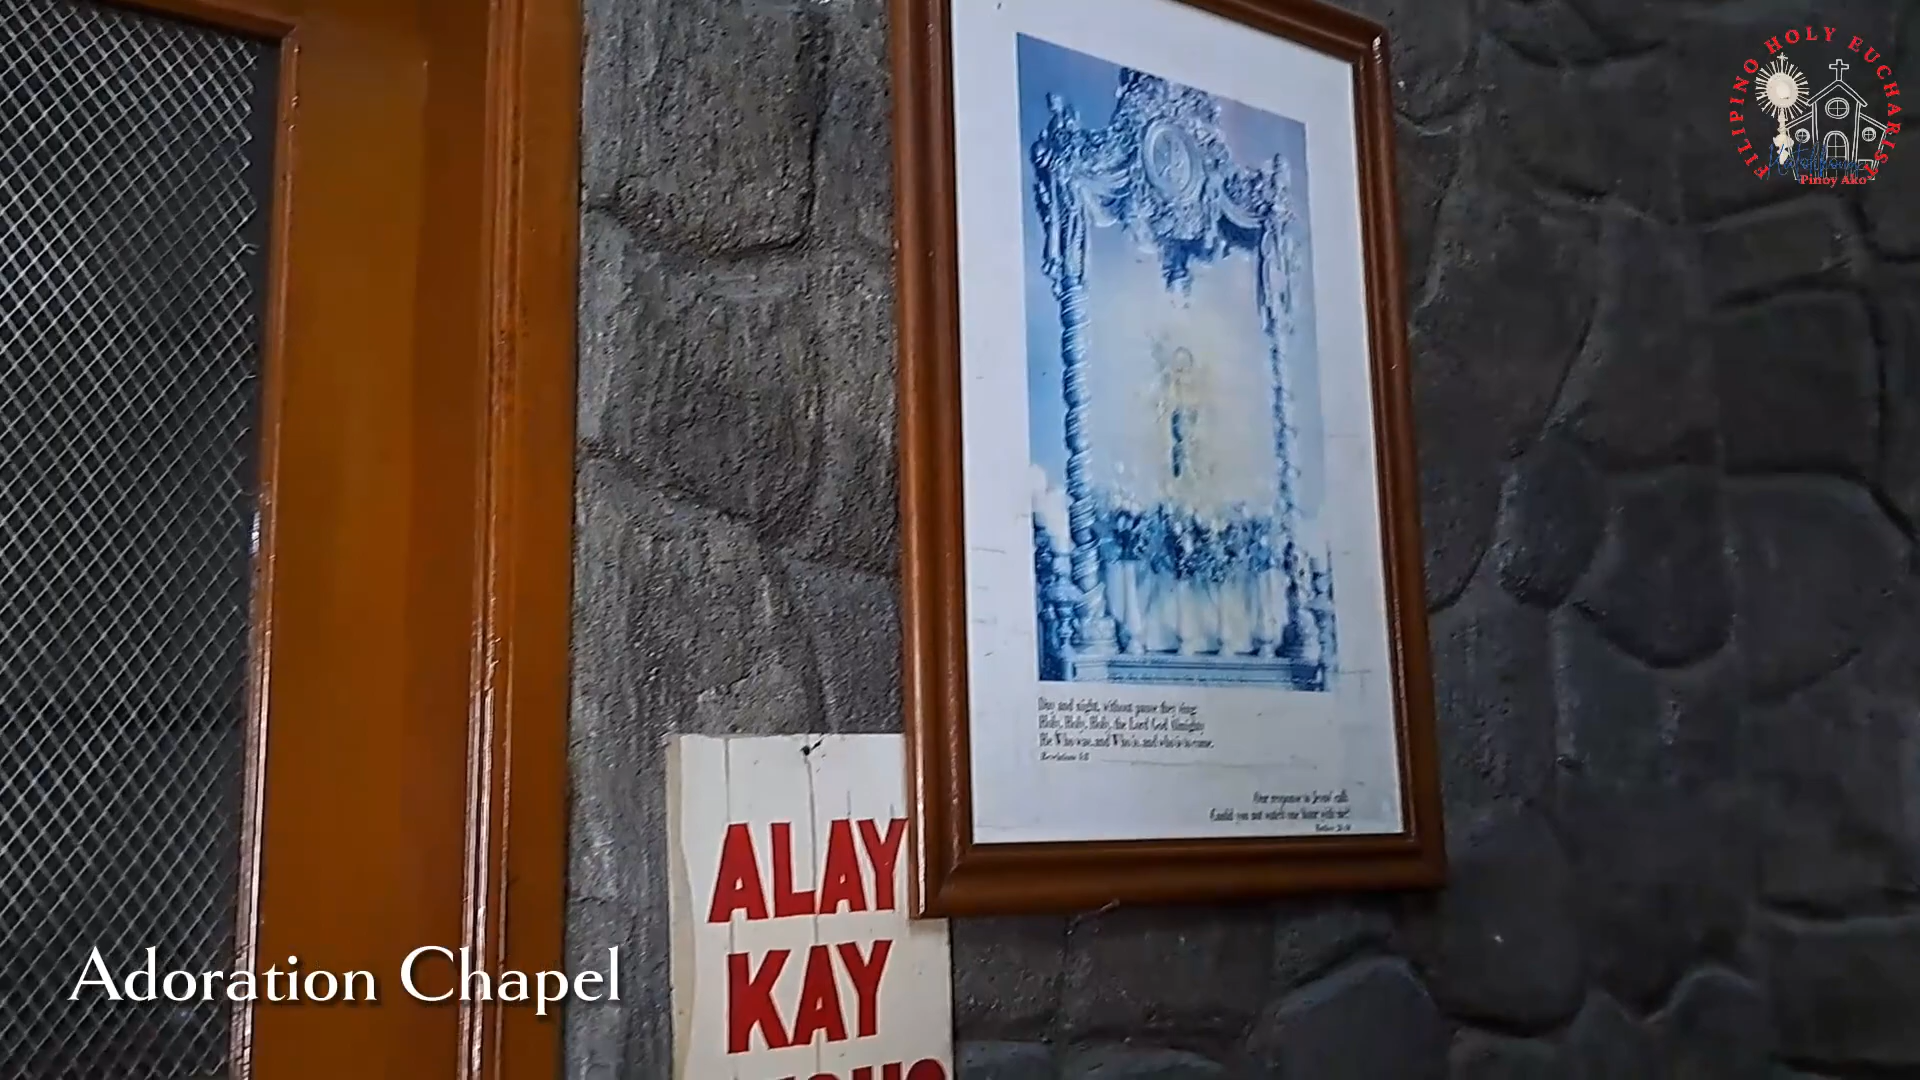 FILIPINO HOLY EUCHARIST
Pinoy Ako
Day and night, without pause they sing:
Holy, Holy, Holy, the Lord God Almighty
He Who was, and Who is, and who is to come.
Our response to Jesus' call:
Could you not watch one hour with me?
ALAY
KAY
Adoration Chapel